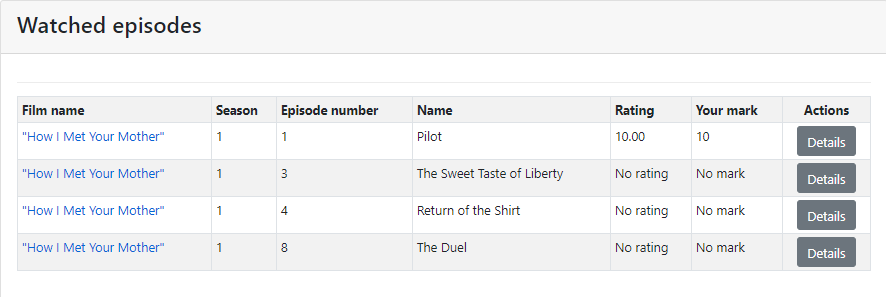 Watched episodes
Film name Season Episode number Name Rating Your mark Actions
"How I Met Your Mother" 1 1 Pilot 10.00 10 Details
"How I Met Your Mother" 1 3 The Sweet Taste of Liberty No rating No mark Details
"How I Met Your Mother" 1 4 Return of the Shirt No rating No mark Details
"How I Met Your Mother" 1 8 The Duel No rating No mark Details